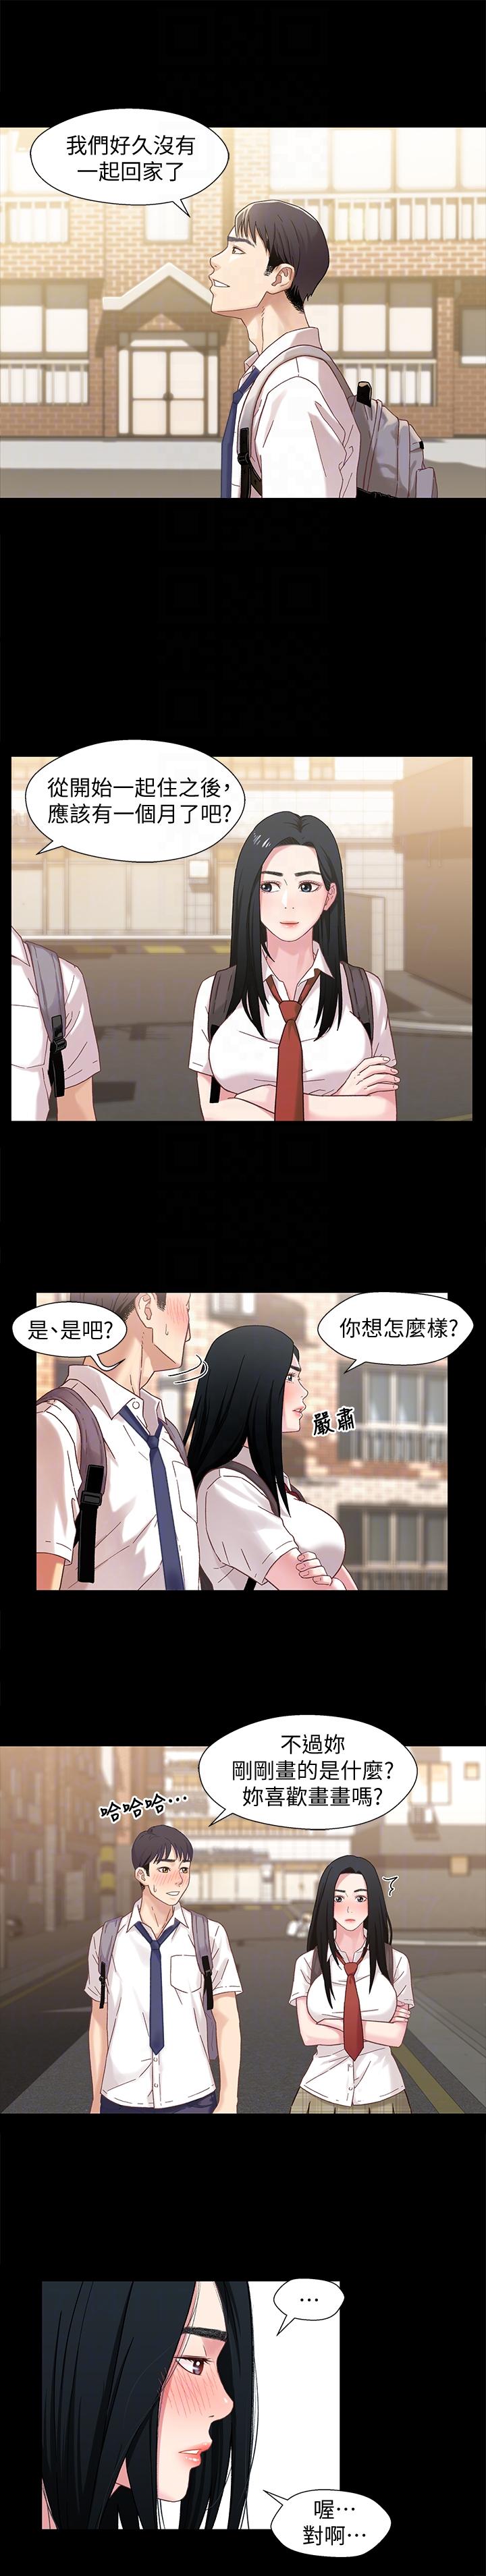 我們好久沒有
一起回家了
從開始一起住之後，
應該有一個月了吧?
是、是吧?
你想怎麼樣?
嚴肅
不過妳
剛剛畫的是什麼?
妳喜歡畫畫嗎?
哈哈哈…
…
喔…
對啊…